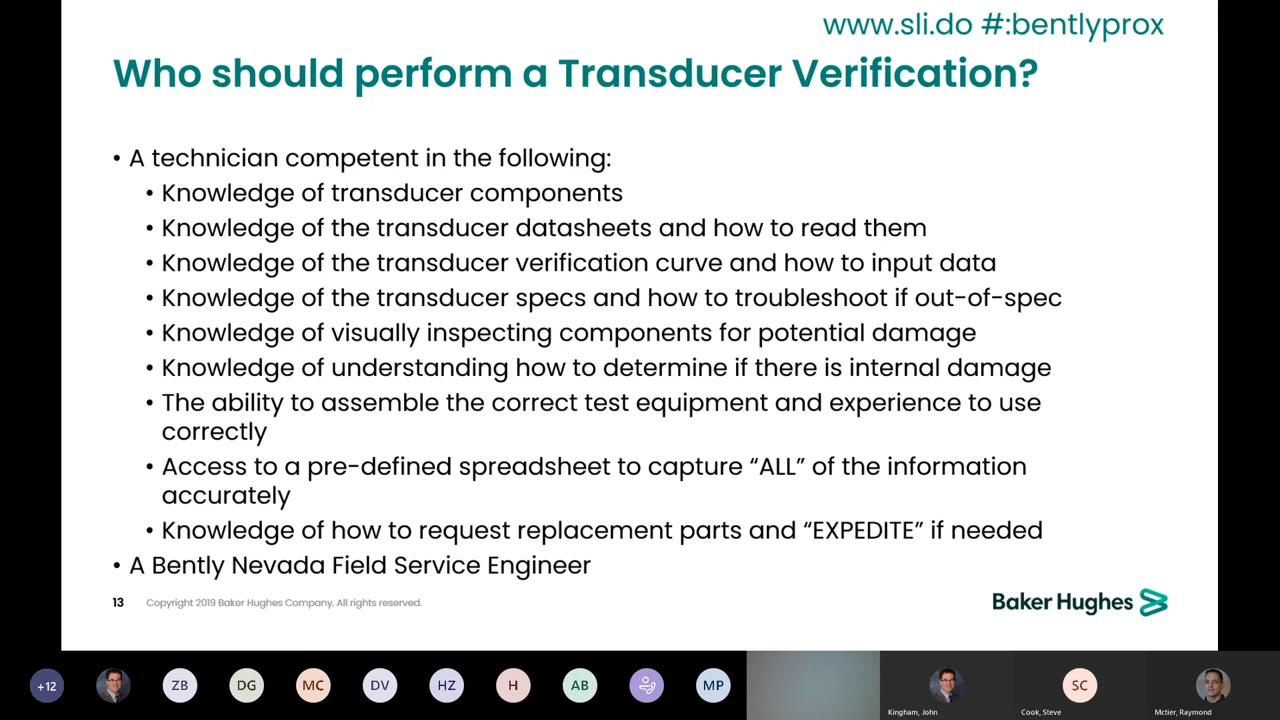 www.sli.do #:bentlyprox
Who should perform a Transducer Verification?
• A technician competent in the following:
• Knowledge of transducer components
• Knowledge of the transducer datasheets and how to read them
• Knowledge of the transducer verification curve and how to input data
• Knowledge of the transducer specs and how to troubleshoot if out-of-spec
• Knowledge of visually inspecting components for potential damage
• Knowledge of understanding how to determine if there is internal damage
• The ability to assemble the correct test equipment and experience to use
correctly
• Access to a pre-defined spreadsheet to capture “ALL” of the information
accurately
• Knowledge of how to request replacement parts and “EXPEDITE” if needed
• A Bently Nevada Field Service Engineer
13 Copyright 2019 Baker Hughes Company. All rights reserved.
Baker Hughes
+12 ZB DG MC DV HZ H AB MP SC
Kingham, John Cook, Steve Mctier, Raymond